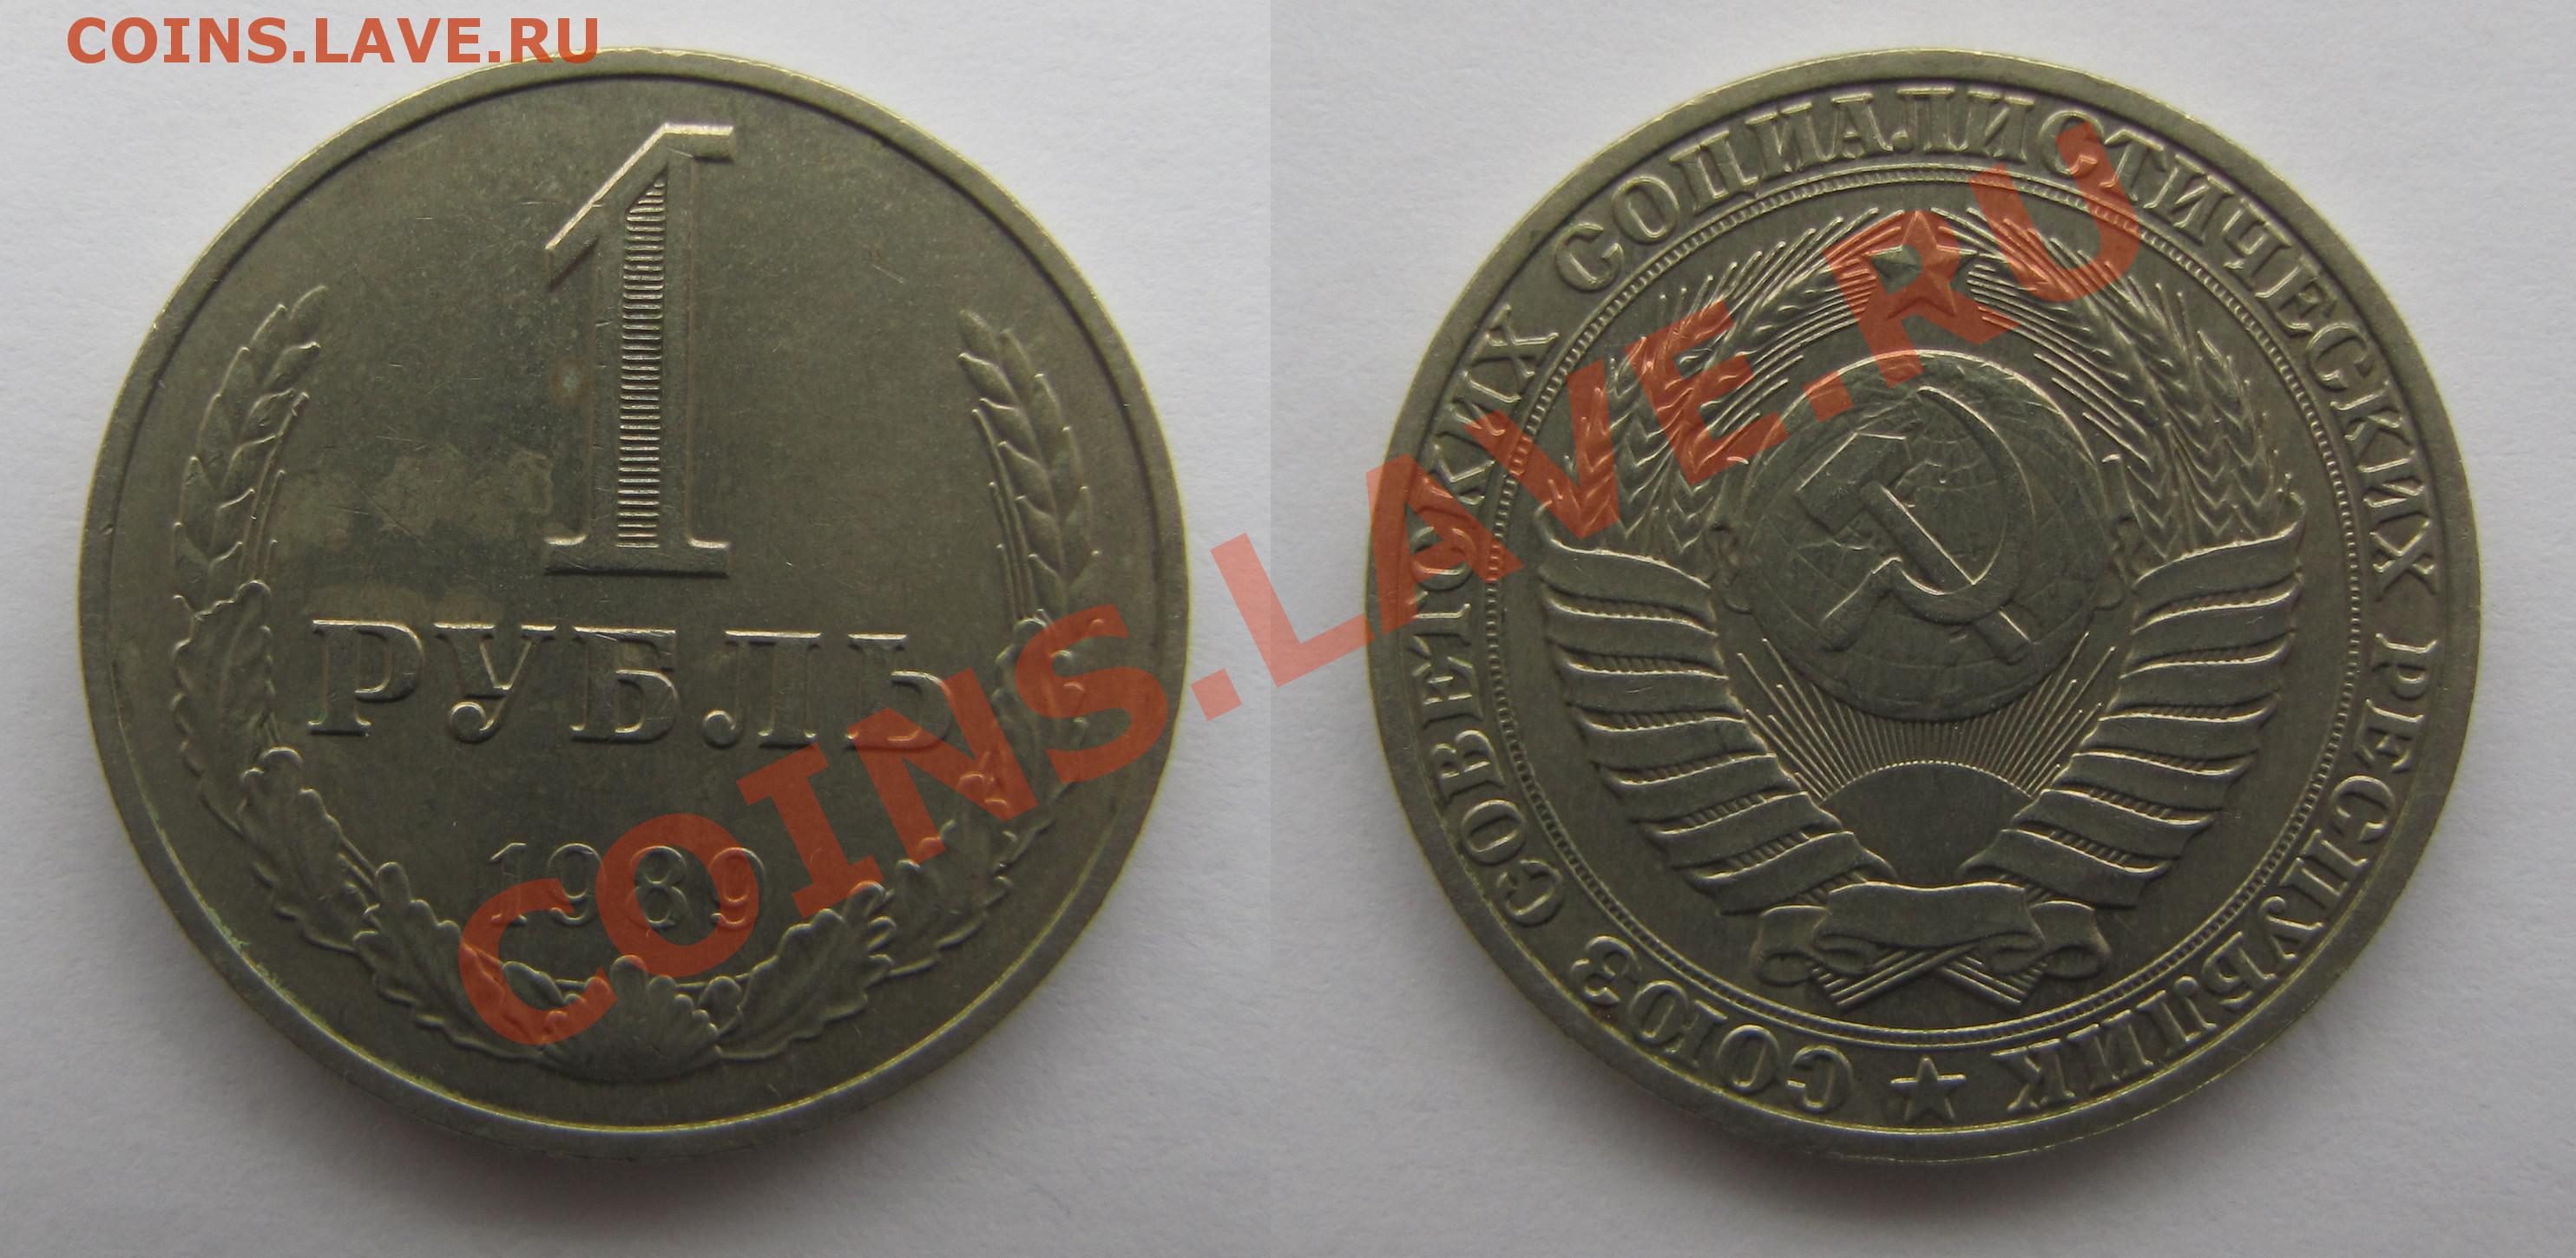 COINS.LAVE.RU
1
РУБЛЬ
1989
СОЮЗ СОВЕТСКИХ СОЦИАЛИСТИЧЕСКИХ РЕСПУБЛИК
COINS.LAVE.RU